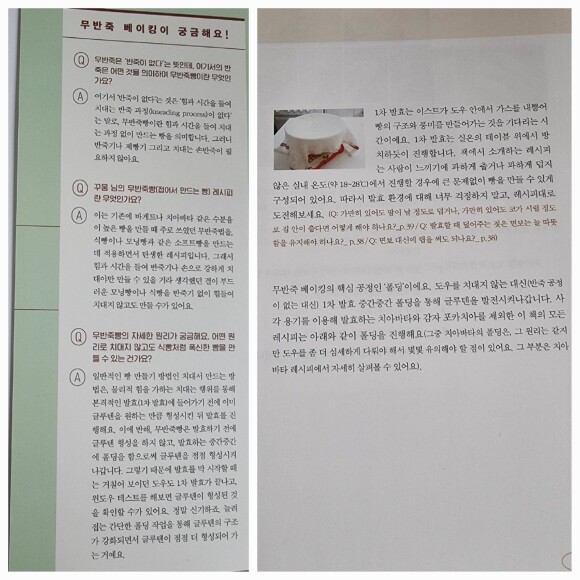 무반죽 베이킹이 궁금해요!
Q 무반죽은 '반죽이 없다'는 뜻인데, 여기서의 반
죽은 어떤 것을 의미하며 무반죽빵이란 무엇인
가요?
A 여기서 '반죽이 없다'는 것은 '힘과 시간을 들여
치대는 반죽 과정(kneading process)이 없다'
는 말로, 무반죽빵이란 힘과 시간을 들여 치대
는 과정 없이 만드는 빵을 의미합니다. 그러니
반죽기나 제빵기 그리고 치대는 손반죽이 필
요하지 않아요.
Q 꾸움 님의 무반죽빵(접어서 만드는 빵) 레시피
란 무엇인가요?
A 이는 기존에 바게트나 치아바타 같은 수분율
이 높은 빵을 만들 때 주로 쓰였던 무반죽법을,
식빵이나 모닝빵과 같은 소프트빵을 만드는
데 적용하면서 탄생한 레시피입니다. 그래서
힘과 시간을 들여 반죽기나 손으로 강하게 치
대야만 만들 수 있을 거라 생각했던 결이 부드
러운 모닝빵이나 식빵을 반죽기 없이 힘들여
치대지 않고도 만들 수가 있어요.
Q 무반죽빵의 자세한 원리가 궁금해요. 어떤 원
리로 치대지 않고도 식빵처럼 폭신한 빵을 만
들 수 있는 건가요?
A 일반적인 빵 만들기 방법인 치대서 만드는 방
법은, 물리적 힘을 가하는 치대는 행위를 통해
본격적인 발효(1차 발효)에 들어가기 전에 이미
글루텐을 원하는 만큼 형성시킨 뒤 발효를 진
행해요. 이에 반해, 무반죽빵은 발효하기 전에
글루텐 형성을 하지 않고, 발효하는 중간중간
에 폴딩을 함으로써 글루텐을 점점 형성시켜
나갑니다. 그렇기 때문에 발효를 막 시작할 때
는 거칠어 보이던 도우도 1차 발효가 끝나고,
윈도우 테스트를 해보면 글루텐이 형성된 것
을 확인할 수가 있어요. 정말 신기하죠. 늘려
접는 간단한 폴딩 작업을 통해 글루텐의 구조
가 강화되면서 글루텐이 점점 더 형성되어 가
는 거예요.
1차 발효는 이스트가 도우 안에서 가스를 내뿜어
빵의 구조와 풍미를 만들어가는 것을 기다리는 시
간이에요. 1차 발효는 실온의 테이블 위에서 방
치하듯이 진행합니다. 책에서 소개하는 레시피
는 사람이 느끼기에 과하게 춥거나 과하게 덥지
않은 실내 온도(약 18~28℃)에서 진행할 경우에 큰 문제없이 빵을 만들 수 있게
구성되어 있어요. 따라서 발효 환경에 대해 너무 걱정하지 말고, 레시피대로
도전해보세요. (Q: 가만히 있어도 땀이 날 정도로 덥거나, 가만히 있어도 코가 시릴 정도
로 집 안이 춥다면 어떻게 해야 하나요?_p.39 / Q: 발효할 때 덮어주는 젖은 면보는 늘 따뜻
함을 유지해야 하나요?_ p.38 / Q: 면보 대신에 랩을 써도 되나요?_ p.38)
무반죽 베이킹의 핵심 공정인 '폴딩'이에요. 도우를 치대지 않는 대신(반죽 공정
이 없는 대신) 1차 발효 중간중간 폴딩을 통해 글루텐을 발전시켜나갑니다. 사
각 용기를 이용해 발효하는 치아바타와 감자 포카치아를 제외한 이 책의 모든
레시피는 아래와 같이 폴딩을 진행해요(그중 치아바타의 폴딩은, 그 원리는 같지
만 도우를 좀 더 섬세하게 다뤄야 해서 몇몇 유의해야 할 점이 있어요. 그 부분은 치아
바타 레시피에서 자세히 살펴볼 수 있어요).